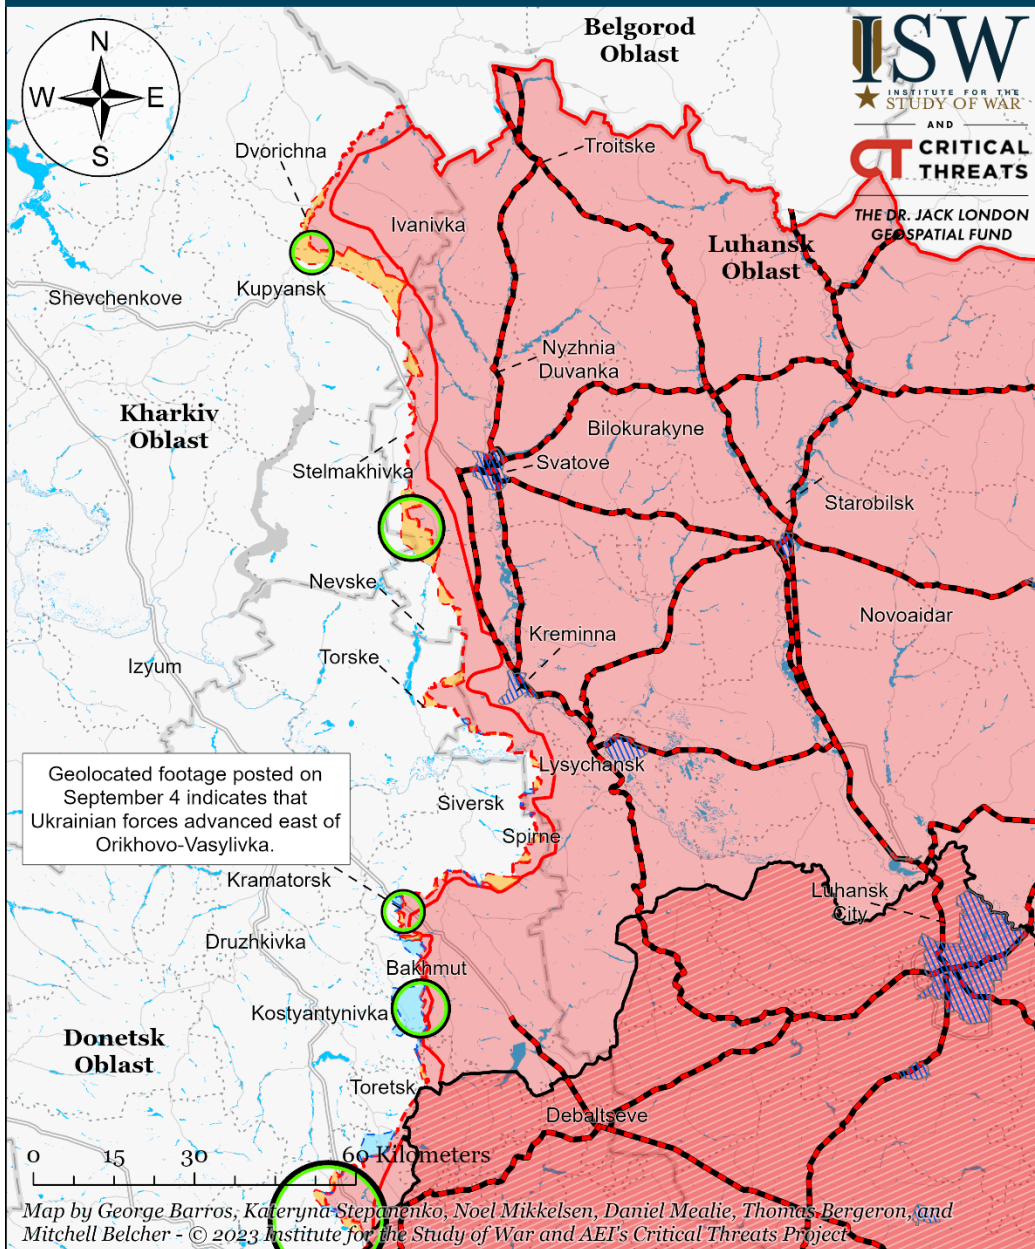 Belgorod
Oblast
ISW
INSTITUTE FOR THE
STUDY OF WAR
AND
CT CRITICAL
THREATS
THE DR. JACK LONDON
GEOSPATIAL FUND
N
W E
S
Dvorichna
Troitske
Ivanivka
Luhansk
Oblast
Shevchenkove
Kupyansk
Nyzhnia
Duvanka
Kharkiv
Oblast
Bilokurakyne
Stelmakhivka
Svatove
Starobilsk
Nevske
Novoaidar
Kreminna
Torske
Izyum
Geolocated footage posted on
September 4 indicates that
Ukrainian forces advanced east of
Orikhovo-Vasylivka.
Lysychansk
Siversk
Spirne
Kramatorsk
Luhansk
City
Druzhkivka
Bakhmut
Kostyantynivka
Donetsk
Oblast
Toretsk
Debaltseve
0 15 30 60 Kilometers
Map by George Barros, Kateryna Stepanenko, Noel Mikkelsen, Daniel Mealie, Thomas Bergeron, and
Mitchell Belcher - © 2023 Institute for the Study of War and AEI's Critical Threats Project